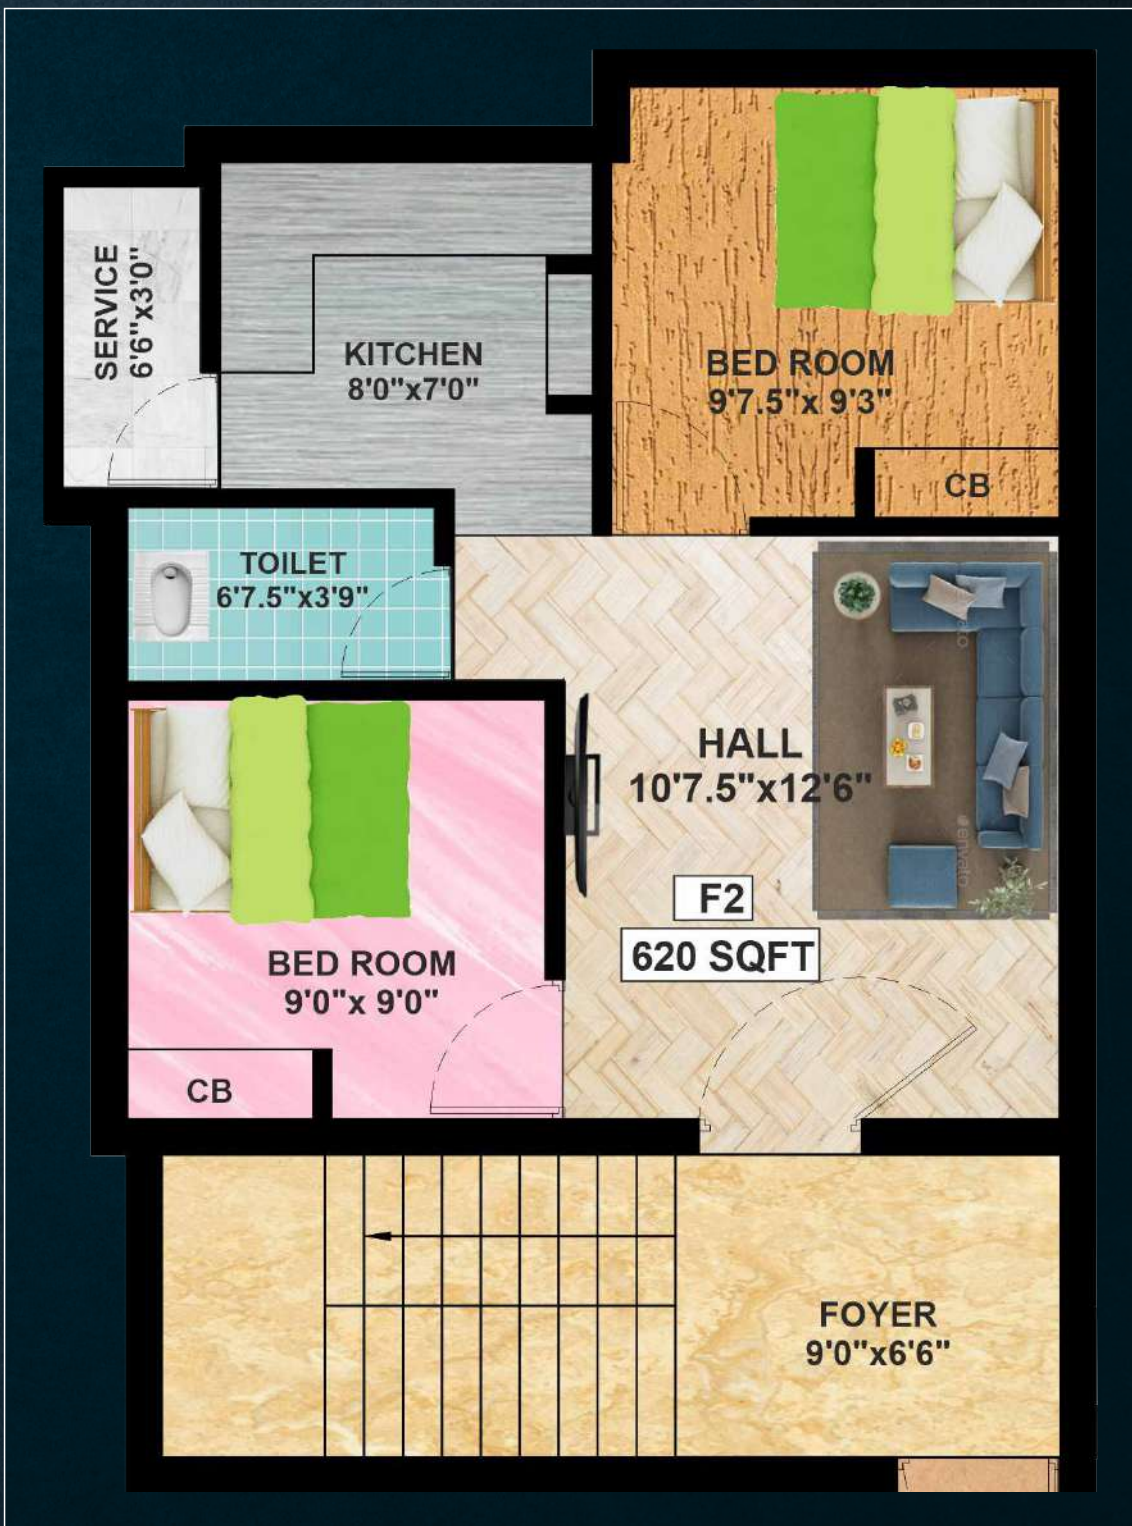 SERVICE
6'6"x3'0"
KITCHEN
8'0"x7'0"
BED ROOM
9'7.5"x 9'3"
CB
TOILET
6'7.5"x3'9"
HALL
10'7.5"x12'6"
F2
620 SQFT
BED ROOM
9'0"x 9'0"
CB
FOYER
9'0"x6'6"
envato